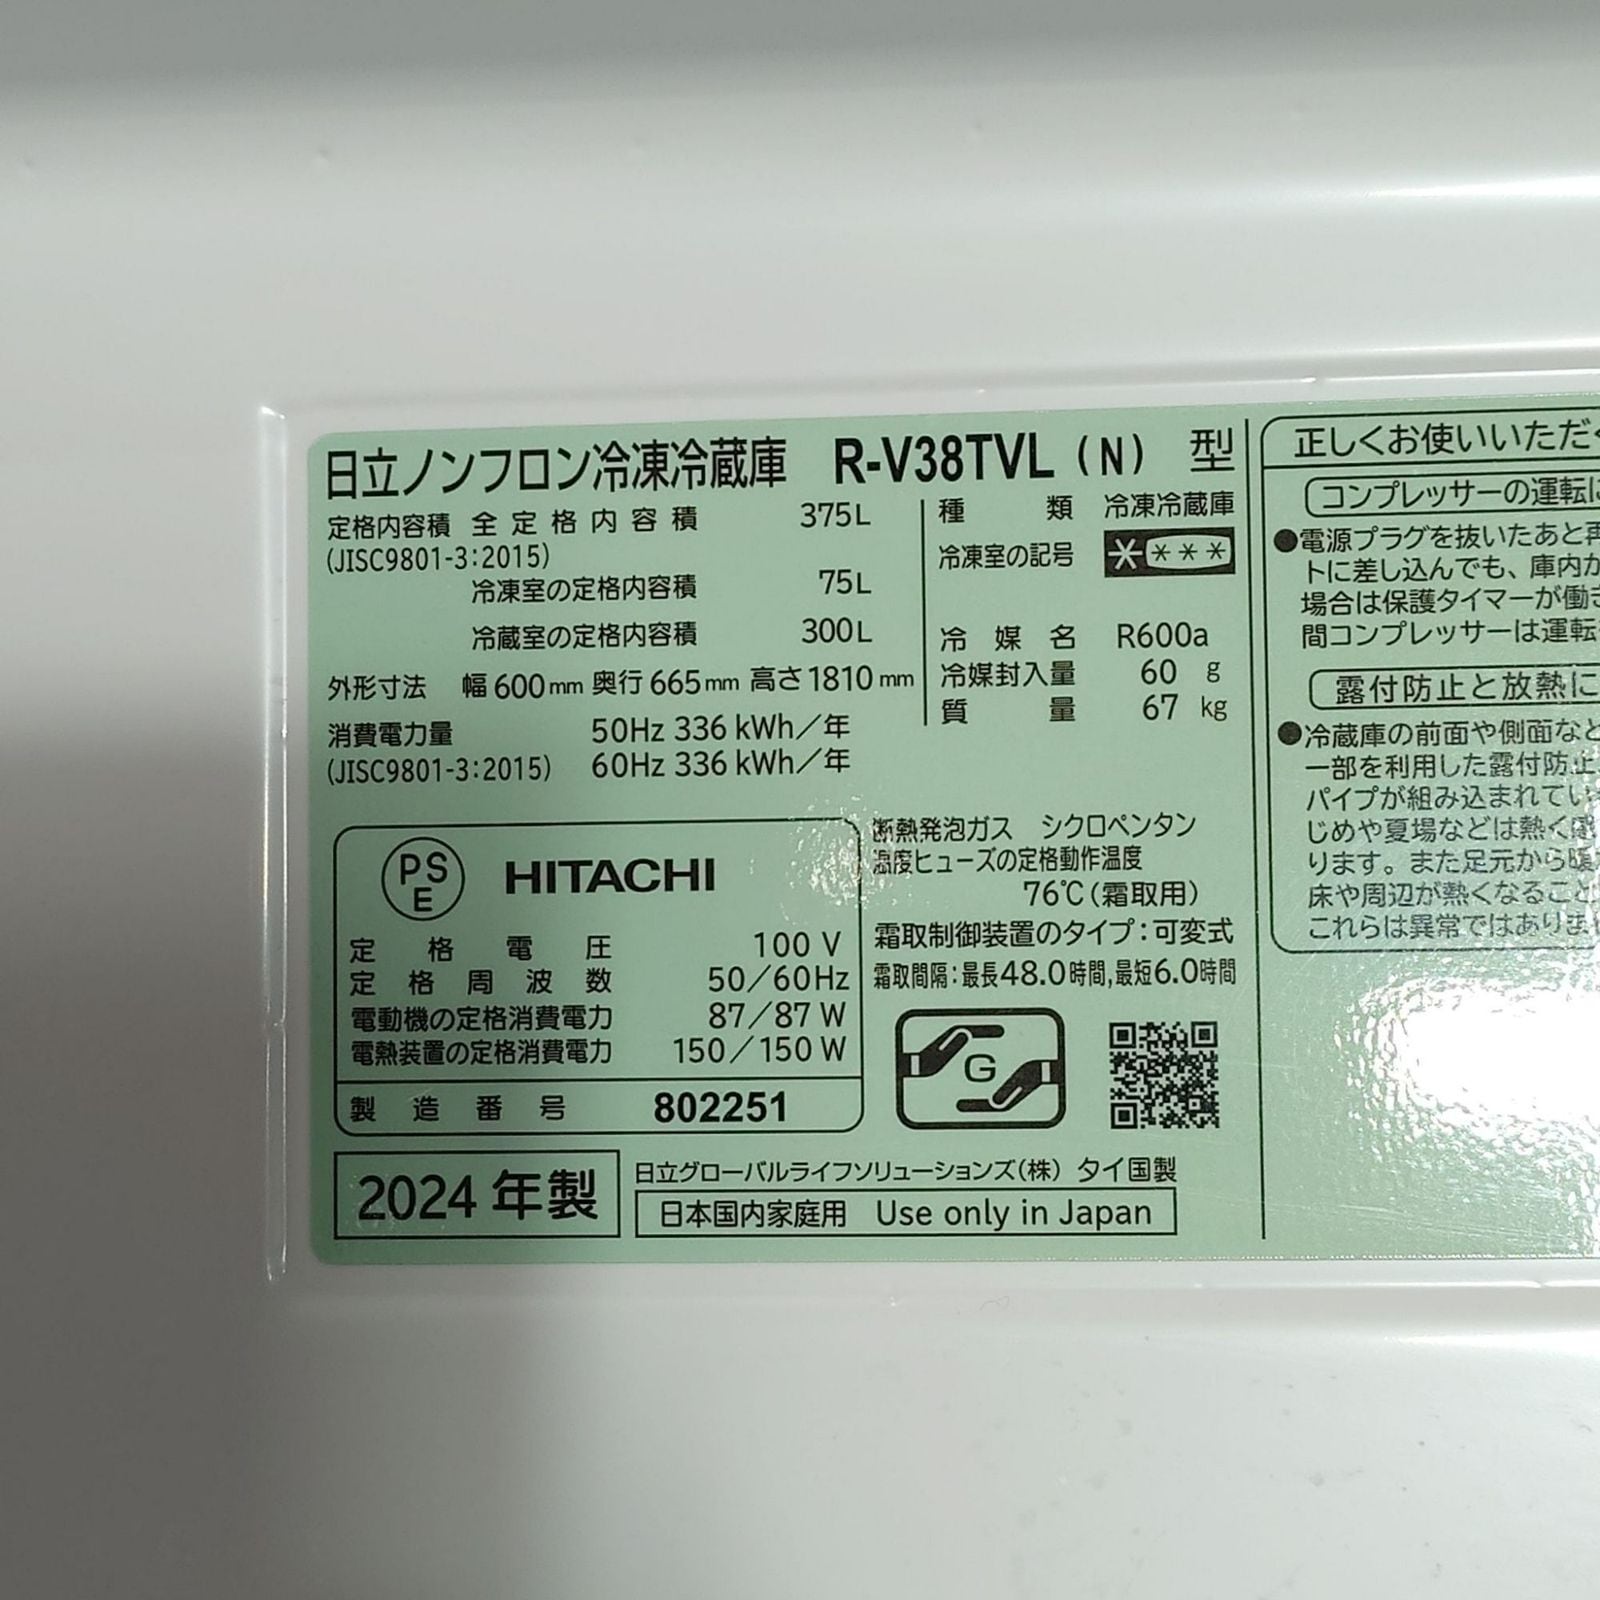 日立ノンフロン冷凍冷蔵庫 R-V38TVL (N) 型
定格内容積 全定格内容積 375L
(JISC9801-3:2015)
冷凍室の定格内容積 75L
冷蔵室の定格内容積 300L
外形寸法 幅600mm 奥行665mm 高さ1810mm
消費電力量 50Hz 336kWh/年
(JISC9801-3:2015) 60Hz 336kWh/年
種類 冷凍冷蔵庫
冷凍室の記号 ****
冷媒名 R600a
冷媒封入量 60 g
質量 67 kg
PSE HITACHI
定格電圧 100V
定格周波数 50/60Hz
電動機の定格消費電力 87/87W
電熱装置の定格消費電力 150/150W
製造番号 802251
断熱発泡ガス シクロペンタン
温度ヒューズの定格動作温度
76℃(霜取用)
霜取制御装置のタイプ:可変式
霜取間隔:最長48.0時間,最短6.0時間
G
2024年製
日立グローバルライフソリューションズ(株) タイ国製
日本国内家庭用 Use only in Japan
正しくお使いいただ
コンプレッサーの運転に
●電源プラグを抜いたあと再
トに差し込んでも、庫内が
場合は保護タイマーが働き
間コンプレッサーは運転
露付防止と放熱に
●冷蔵庫の前面や側面など
一部を利用した露付防止
パイプが組み込まれてい
じめや夏場などは熱く感
ります。また足元から暖
床や周辺が熱くなること
これらは異常ではありませ